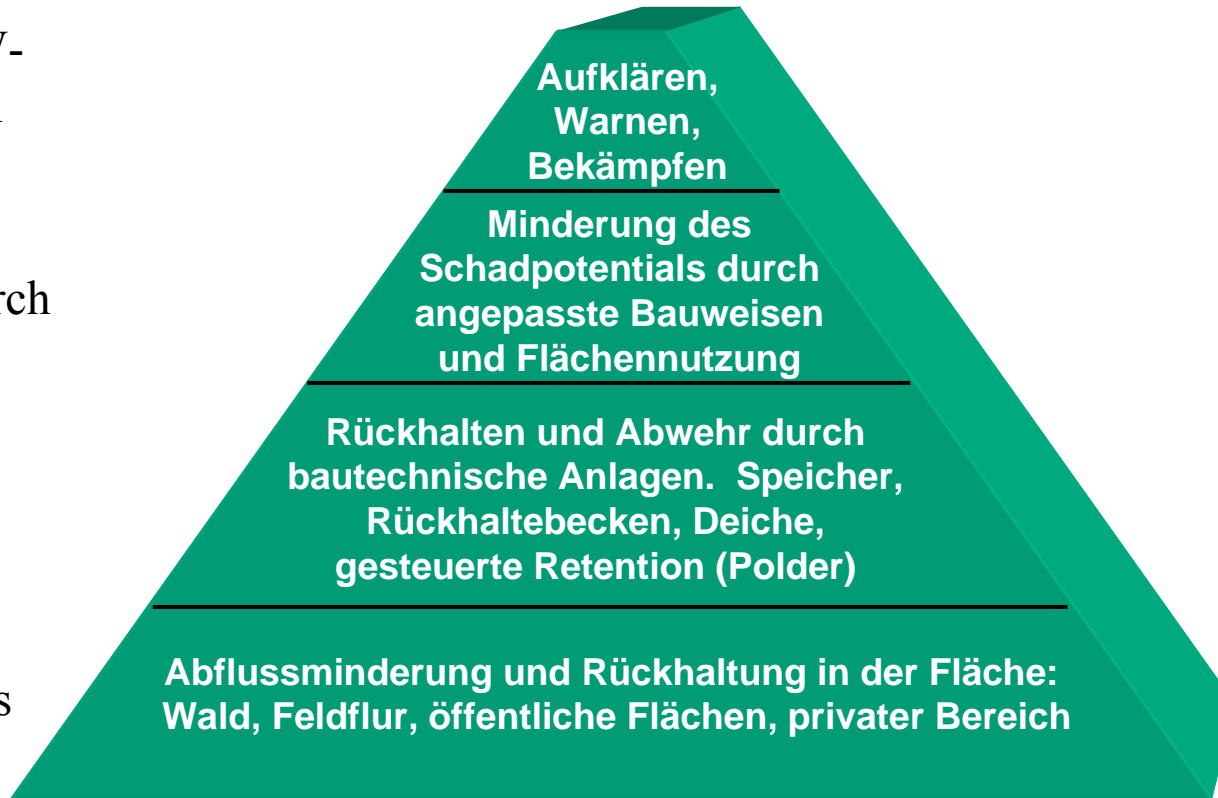 Aufklären,
Warnen,
Bekämpfen
Minderung des
Schadpotentials durch
angepasste Bauweisen
und Flächennutzung
rch
Rückhalten und Abwehr durch
bautechnische Anlagen.  Speicher,
Rückhaltebecken, Deiche,
gesteuerte Retention (Polder)
Abflussminderung und Rückhaltung in der Fläche:
Wald, Feldflur, öffentliche Flächen, privater Bereich
s